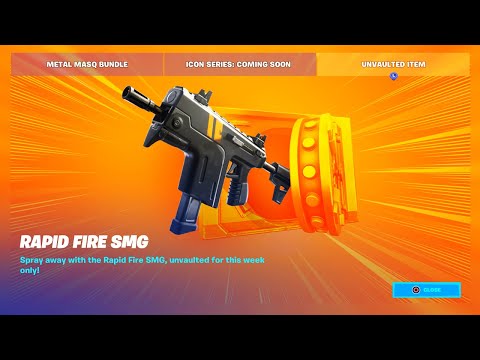 METAL MASQ BUNDLE
ICON SERIES: COMING SOON
UNVAULTED ITEM
RAPID FIRE SMG
Spray away with the Rapid Fire SMG, unvaulted for this week
only!
CLOSE